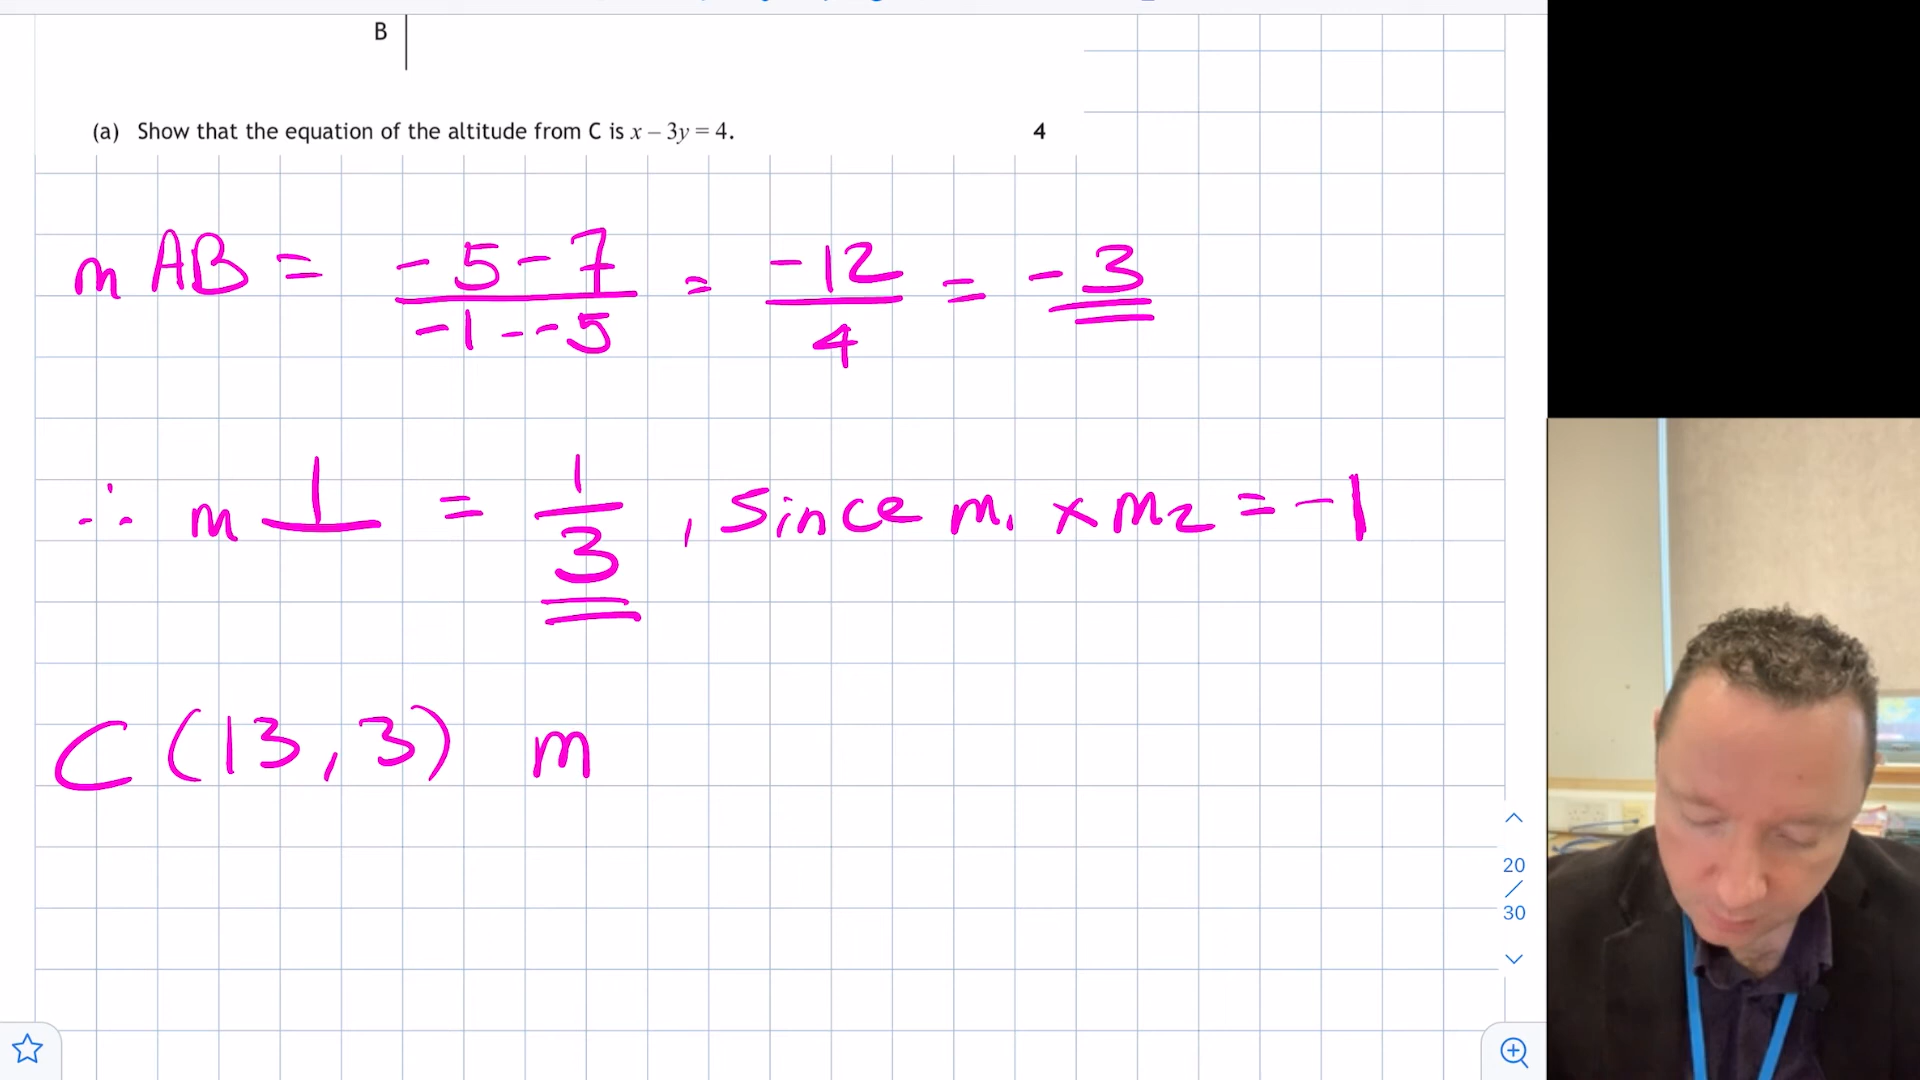 B
(a) Show that the equation of the altitude from C is x – 3y = 4. 4
m AB = -5-7 / -1--5 = -12 / 4 = -3
∴ m ⊥ = 1/3 , since m₁ × m₂ = -1
C (13,3) m
20
/
30